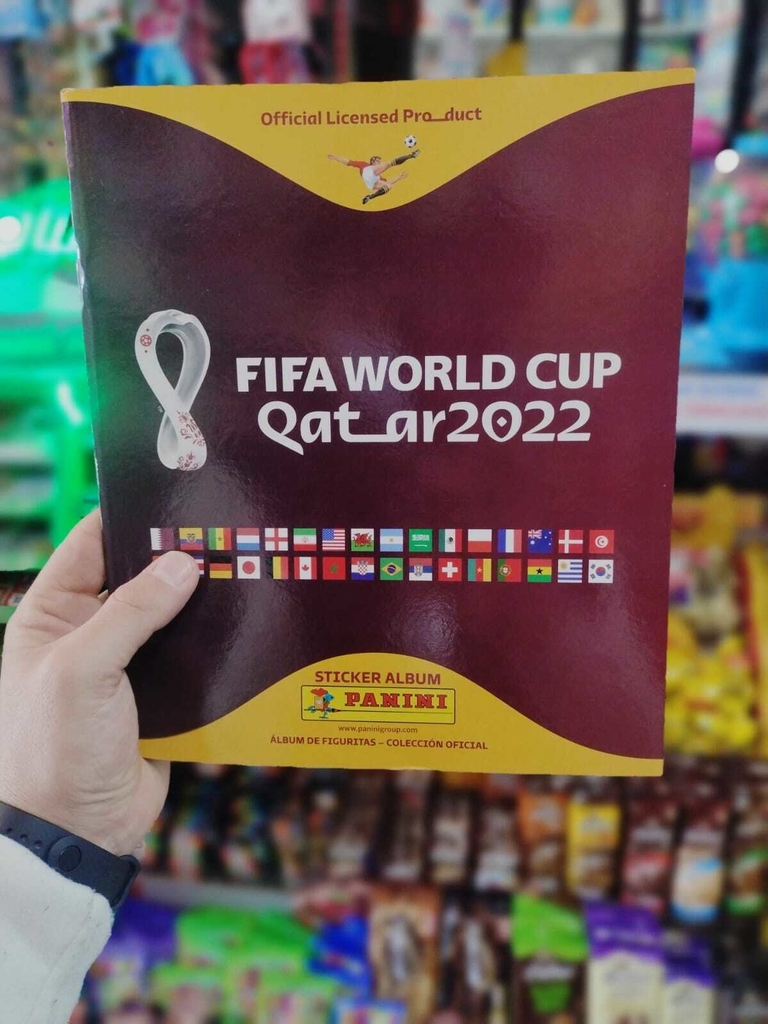 Official Licensed Product
FIFA WORLD CUP
Qatar2022
STICKER ALBUM
PANINI
www.paninigroup.com
ÁLBUM DE FIGURITAS – COLECCIÓN OFICIAL